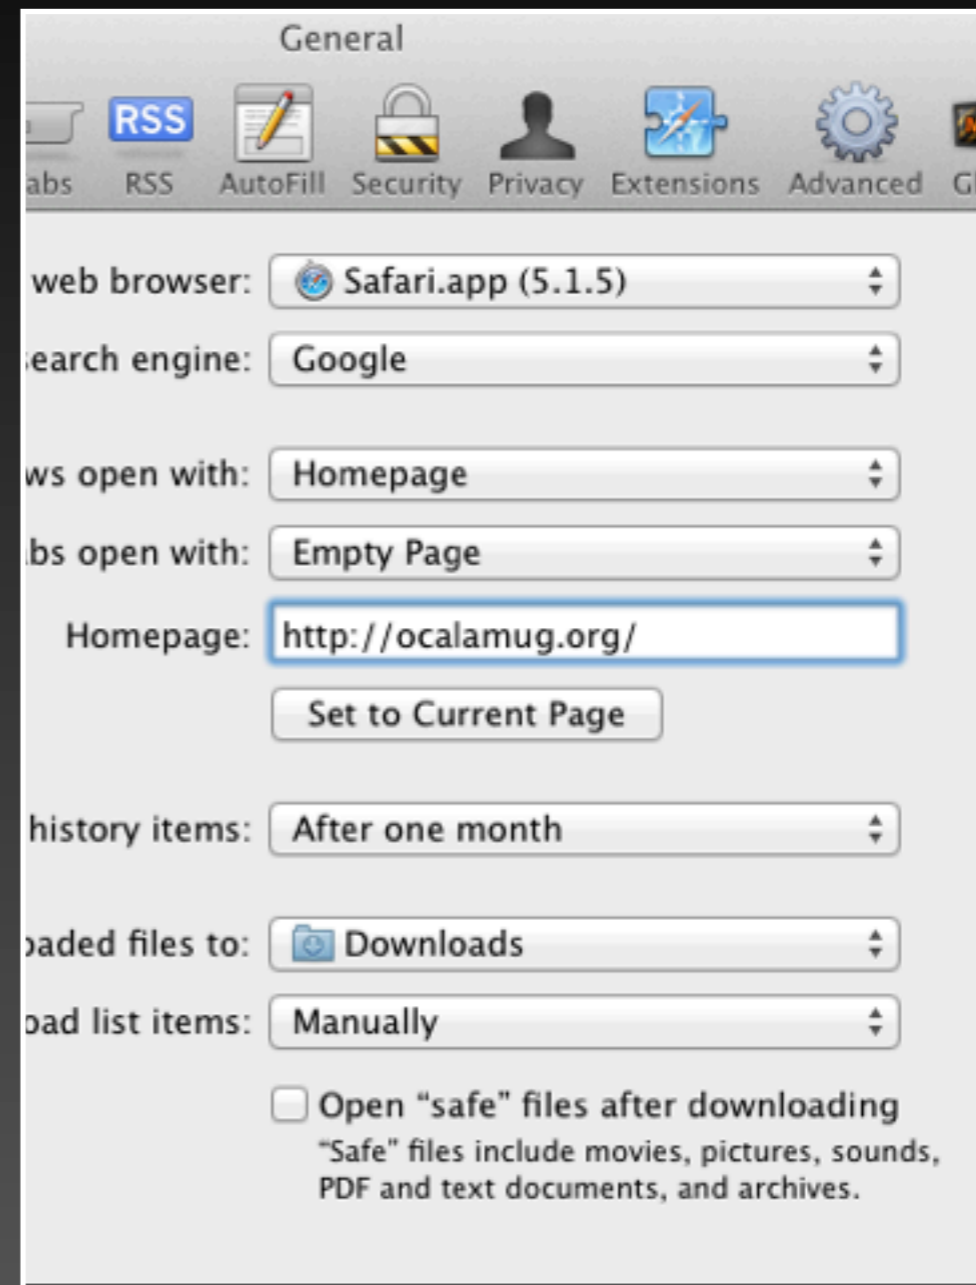 General
abs RSS AutoFill Security Privacy Extensions Advanced Gl
RSS
web browser: Safari.app (5.1.5)
earch engine: Google
ws open with: Homepage
bs open with: Empty Page
Homepage: http://ocalamug.org/
Set to Current Page
history items: After one month
oaded files to: Downloads
oad list items: Manually
Open “safe” files after downloading
“Safe” files include movies, pictures, sounds,
PDF and text documents, and archives.